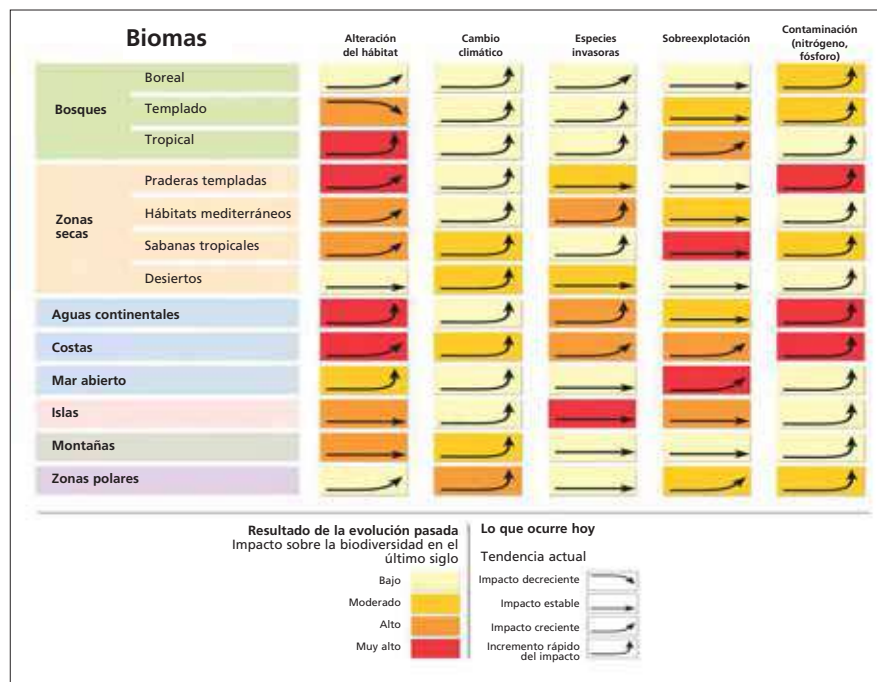 Biomas
Alteración
del hábitat
Cambio
climático
Especies
invasoras
Sobreexplotación
Contaminación
(nitrógeno,
fósforo)
Bosques
Boreal
Templado
Tropical
Zonas
secas
Praderas templadas
Hábitats mediterráneos
Sabanas tropicales
Desiertos
Aguas continentales
Costas
Mar abierto
Islas
Montañas
Zonas polares
Resultado de la evolución pasada
Impacto sobre la biodiversidad en el
último siglo
Bajo
Moderado
Alto
Muy alto
Lo que ocurre hoy
Tendencia actual
Impacto decreciente
Impacto estable
Impacto creciente
Incremento rápido
del impacto